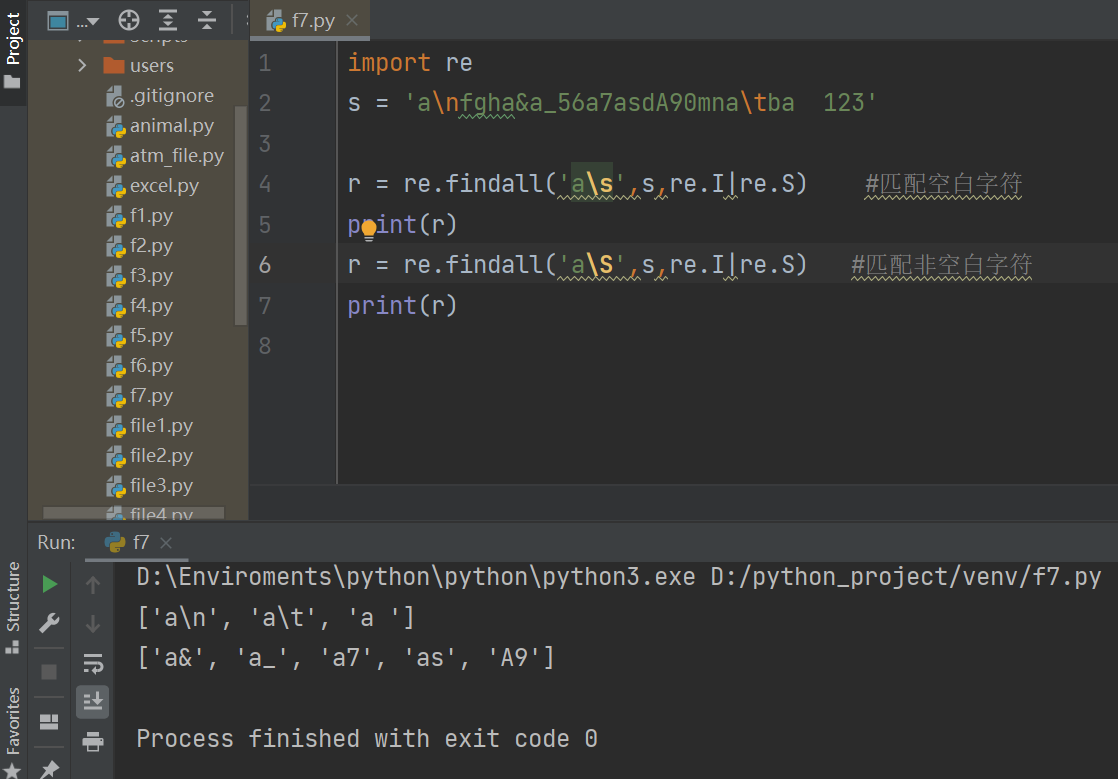 Project
...
f7.py
scripts
users
.gitignore
animal.py
atm_file.py
excel.py
f1.py
f2.py
f3.py
f4.py
f5.py
f6.py
f7.py
file1.py
file2.py
file3.py
file4.py
1 import re
2 s = 'a\nfgha&a_56a7asdA90mna\tba  123'
3
4 r = re.findall('a\s',s,re.I|re.S)    #匹配空白字符
5 print(r)
6 r = re.findall('a\S',s,re.I|re.S)   #匹配非空白字符
7 print(r)
8
Run: f7
Structure
Favorites
D:\Enviroments\python\python\python3.exe D:/python_project/venv/f7.py
['a\n', 'a\t', 'a ']
['a&', 'a_', 'a7', 'as', 'A9']
Process finished with exit code 0